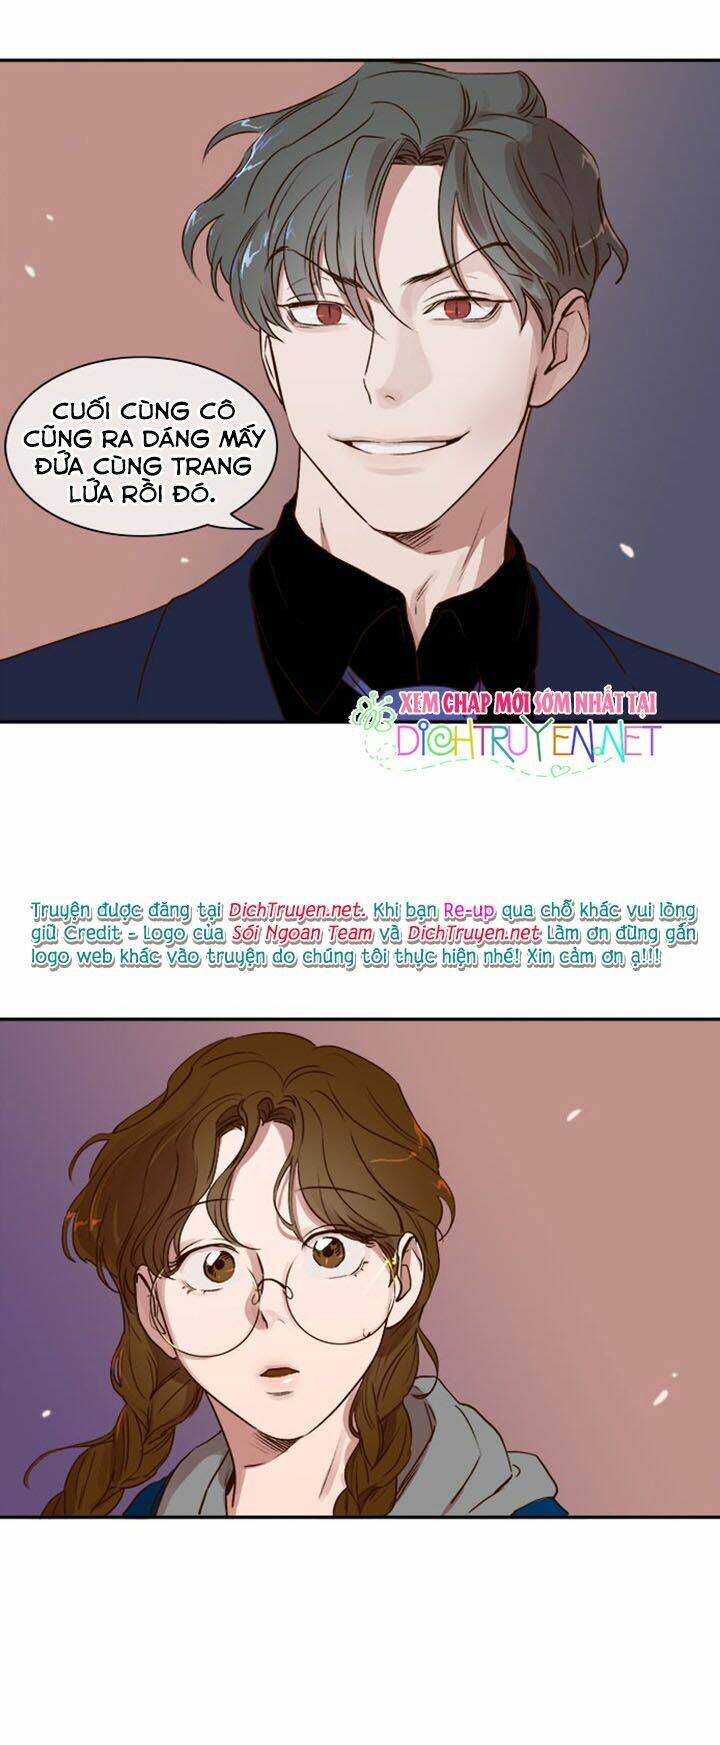 CUỐI CÙNG CÔ
CŨNG RA DÁNG MẤY
ĐỨA CÙNG TRANG
LỨA RỒI ĐÓ.
XEM CHAP MỚI SỚM NHẤT TẠI
DICHTRUYEN.NET
Truyện được đăng tại DichTruyen.net. Khi bạn Re-up qua chỗ khác vui lòng
giữ Credit - Logo của Sói Ngoan Team và DichTruyen.net Làm ơn đừng gắn
logo web khác vào truyện do chúng tôi thực hiện nhé! Xin cảm ơn ạ!!!